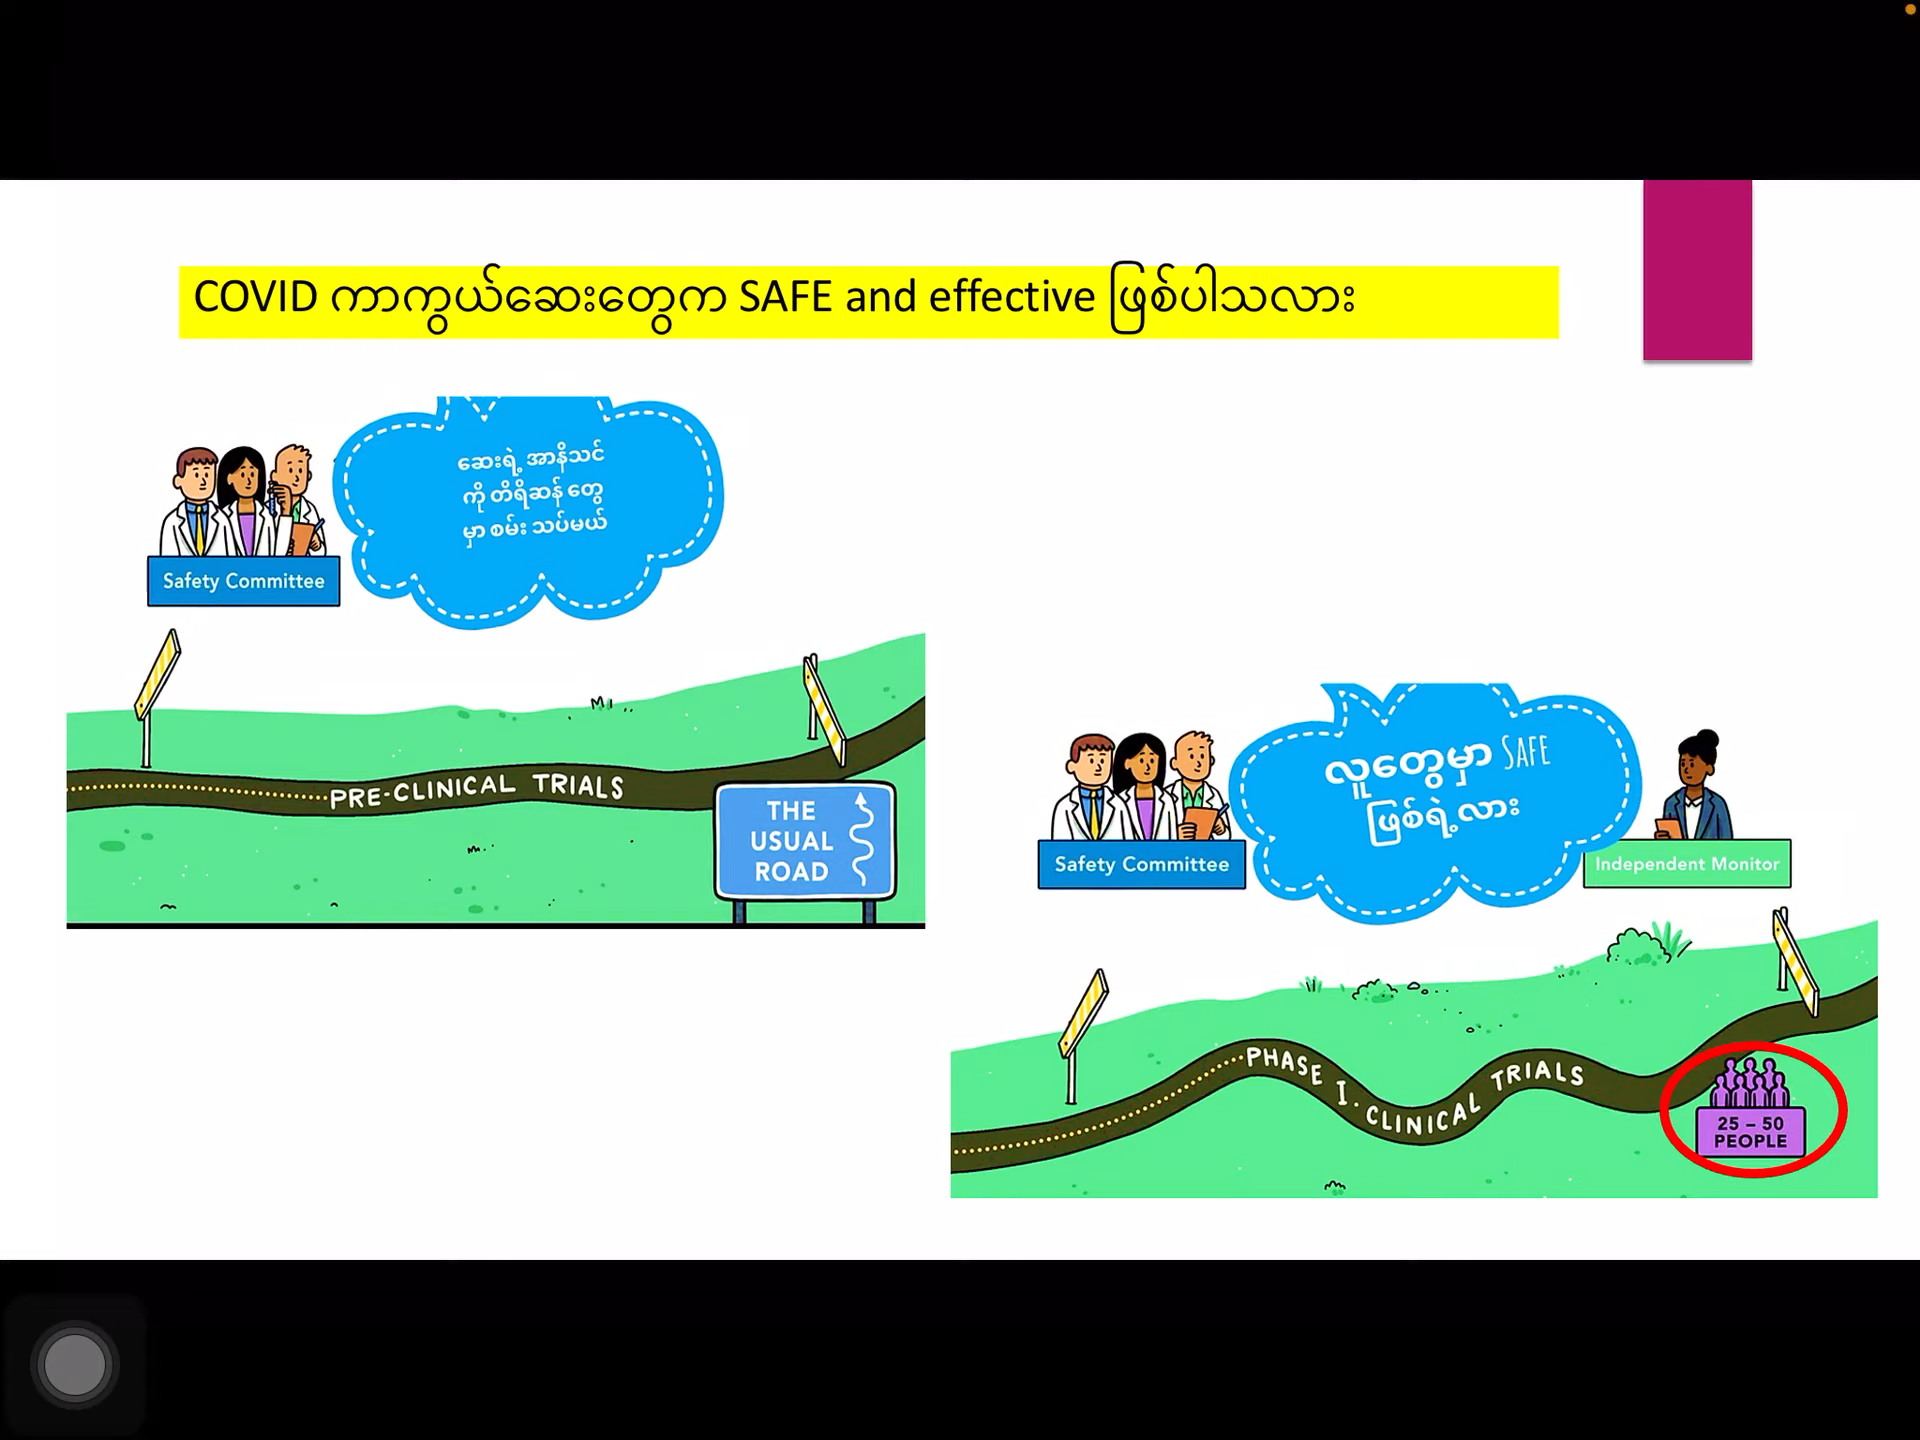 COVID ကာကွယ်ဆေးတွေက SAFE and effective ဖြစ်ပါသလား
ဆေးရဲ့ အာနိသင်
ကို တိရိဆန် တွေ
မှာ စမ်း သပ်မယ်
Safety Committee
PRE-CLINICAL TRIALS
THE
USUAL
ROAD
လူတွေမှာ SAFE
ဖြစ်ရဲ့လား
Safety Committee
Independent Monitor
PHASE I · CLINICAL TRIALS
25 – 50
PEOPLE